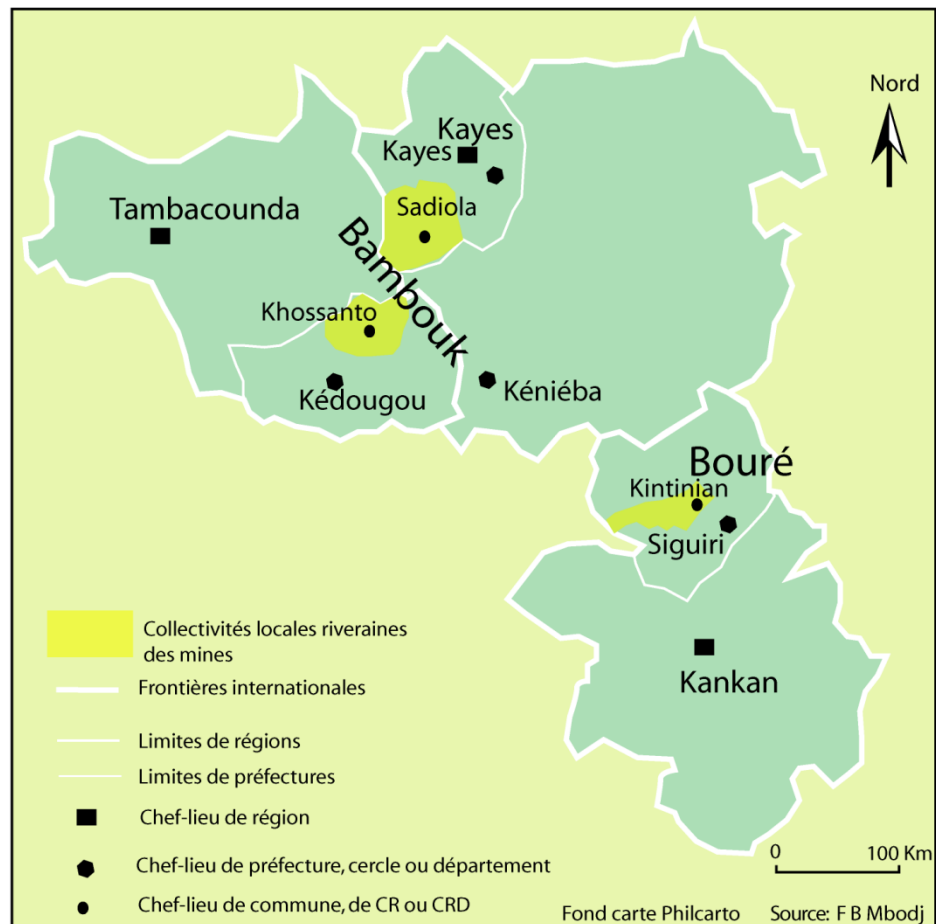 Nord
Kayes
Kayes
Tambacounda
Sadiola
Bambouk
Khossanto
Kédougou
Kéniéba
Bouré
Kintinian
Siguiri
Kankan
Collectivités locales riveraines
des mines
Frontières internationales
Limites de régions
Limites de préfectures
Chef-lieu de région
Chef-lieu de préfecture, cercle ou département
Chef-lieu de commune, de CR ou CRD
0 100 Km
Fond carte Philcarto Source: F B Mbodj